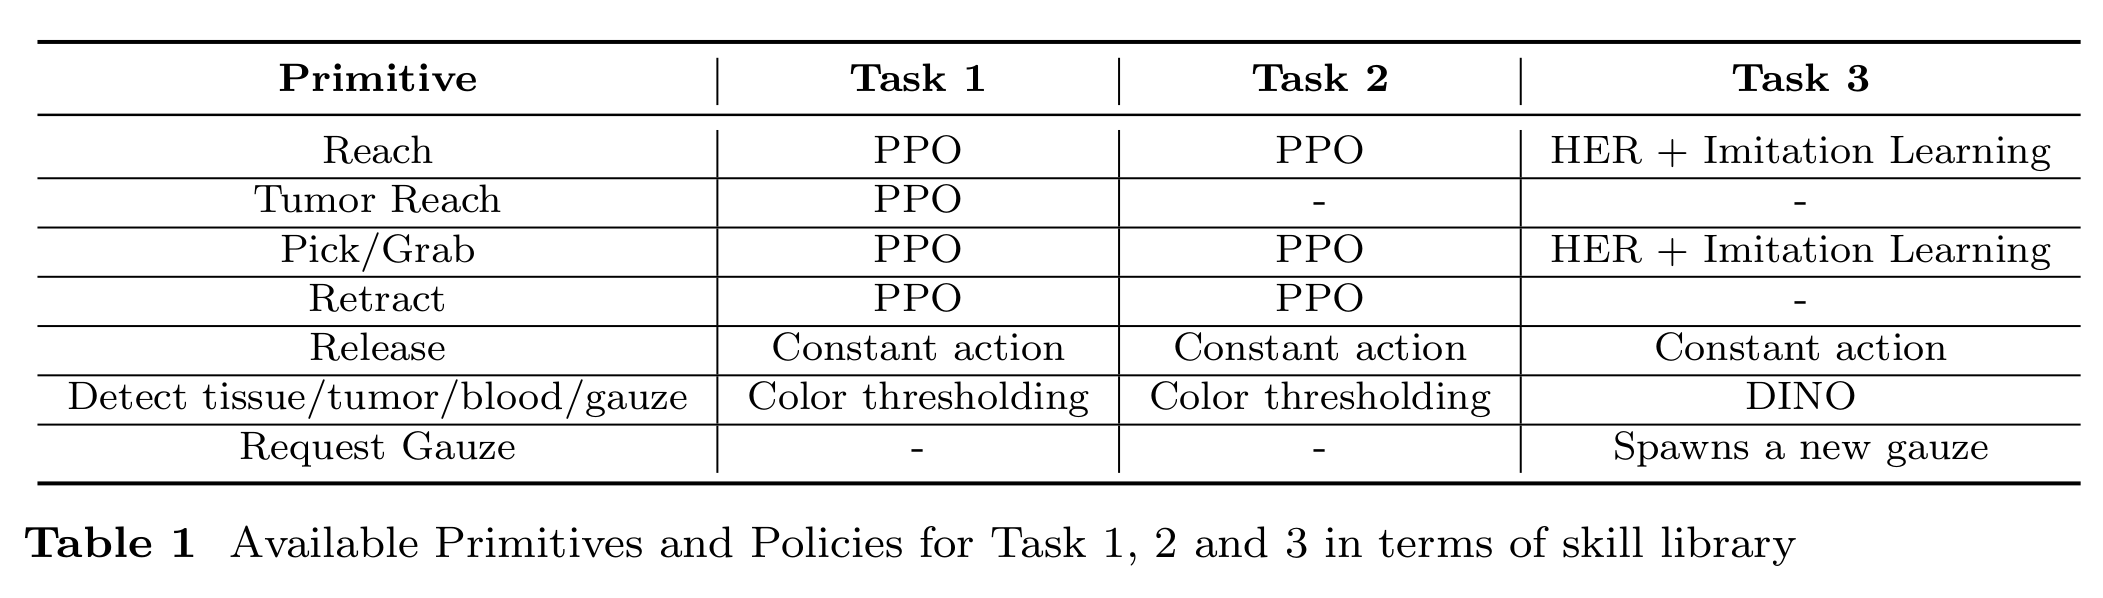 Primitive Task 1 Task 2 Task 3
Reach PPO PPO HER + Imitation Learning
Tumor Reach PPO - -
Pick/Grab PPO PPO HER + Imitation Learning
Retract PPO PPO -
Release Constant action Constant action Constant action
Detect tissue/tumor/blood/gauze Color thresholding Color thresholding DINO
Request Gauze - - Spawns a new gauze
Table 1 Available Primitives and Policies for Task 1, 2 and 3 in terms of skill library